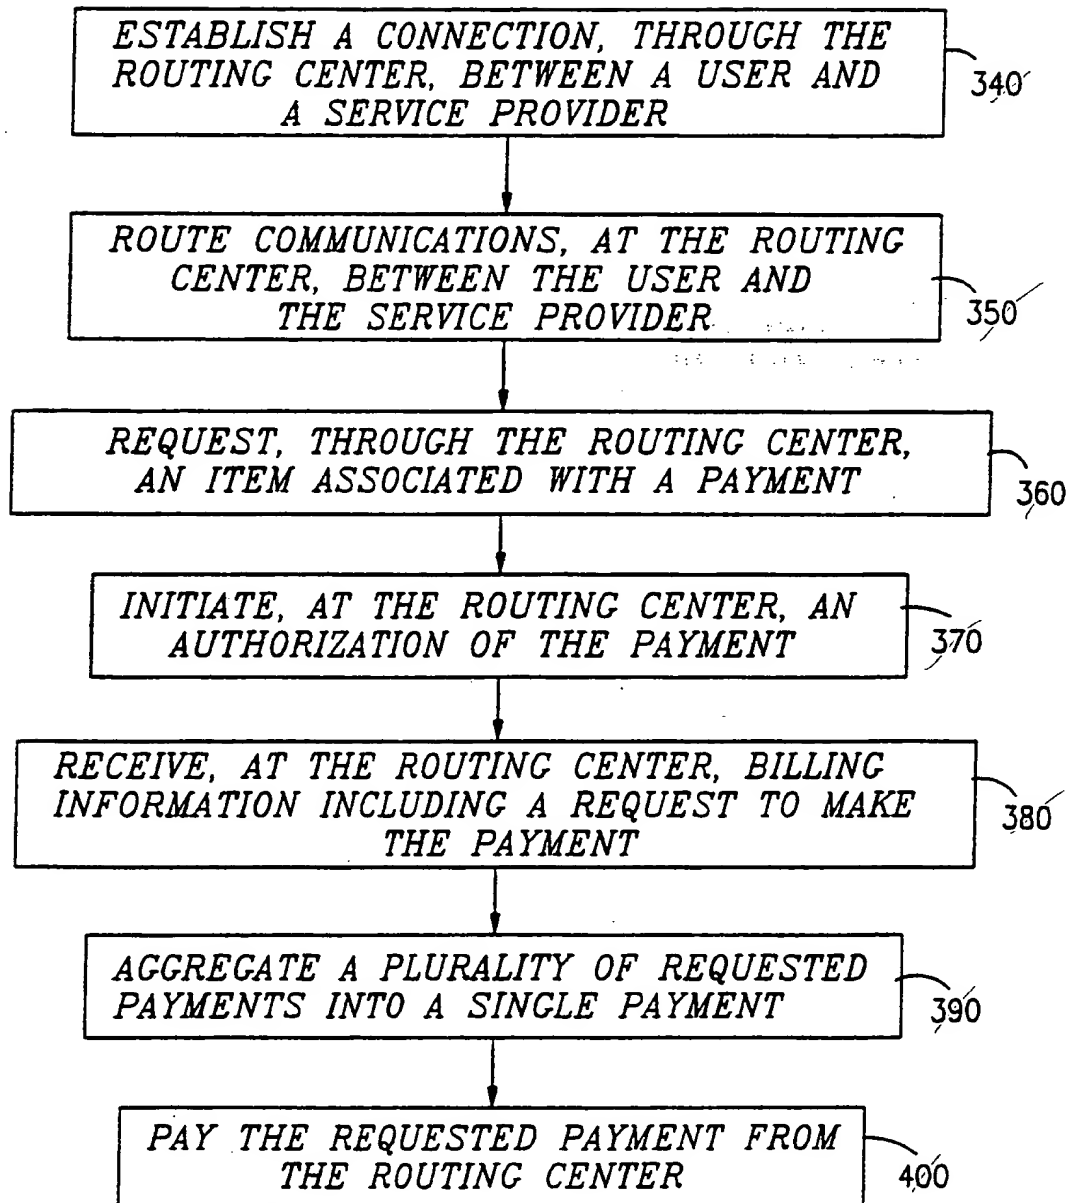 ESTABLISH A CONNECTION, THROUGH THE
ROUTING CENTER, BETWEEN A USER AND
A SERVICE PROVIDER
340
ROUTE COMMUNICATIONS, AT THE ROUTING
CENTER, BETWEEN THE USER AND
THE SERVICE PROVIDER
350
REQUEST, THROUGH THE ROUTING CENTER,
AN ITEM ASSOCIATED WITH A PAYMENT
360
INITIATE, AT THE ROUTING CENTER, AN
AUTHORIZATION OF THE PAYMENT
370
RECEIVE, AT THE ROUTING CENTER, BILLING
INFORMATION INCLUDING A REQUEST TO MAKE
THE PAYMENT
380
AGGREGATE A PLURALITY OF REQUESTED
PAYMENTS INTO A SINGLE PAYMENT
390
PAY THE REQUESTED PAYMENT FROM
THE ROUTING CENTER
400